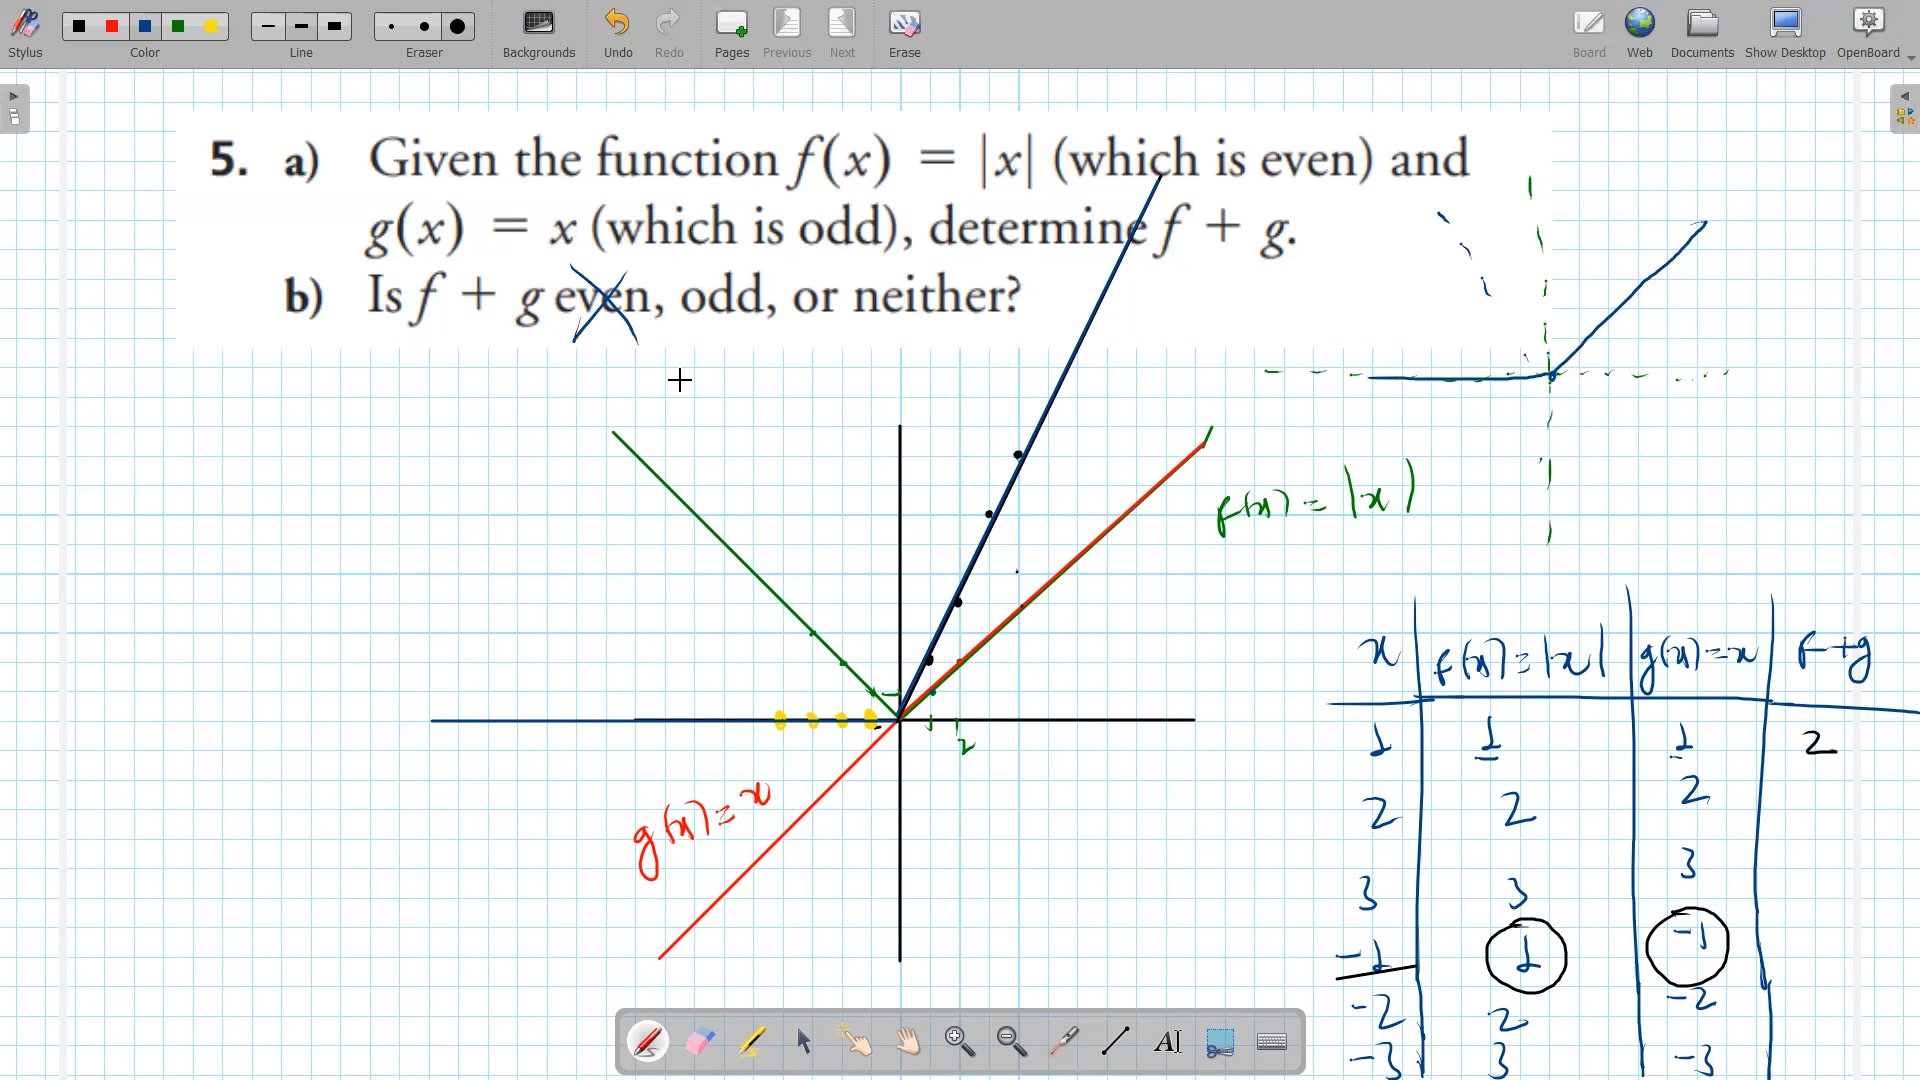 Stylus Color Line Eraser Backgrounds Undo Redo Pages Previous Next Erase Board Web Documents Show Desktop OpenBoard
5. a) Given the function f(x) = |x| (which is even) and
g(x) = x (which is odd), determine f + g.
b) Is f + g even, odd, or neither?
f(x) = |x|
2
g(x) = x
x f(x) = |x| g(x) = x f + g
1 1 1 2
2 2 2
3 3 3
-1 1 -1
-2 2 -2
-3 3 -3